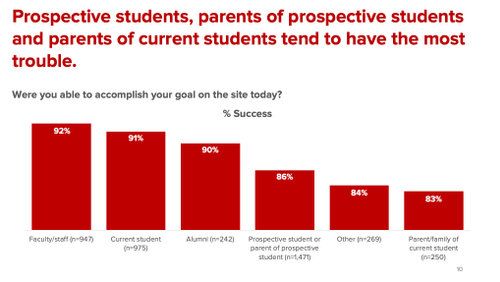 Prospective students, parents of prospective students
and parents of current students tend to have the most
trouble.
Were you able to accomplish your goal on the site today?
% Success
92%
91%
90%
86%
84%
83%
Faculty/staff (n=947)
Current student
(n=975)
Alumni (n=242)
Prospective student or
parent of prospective
student (n=1,471)
Other (n=269)
Parent/family of
current student
(n=250)
10